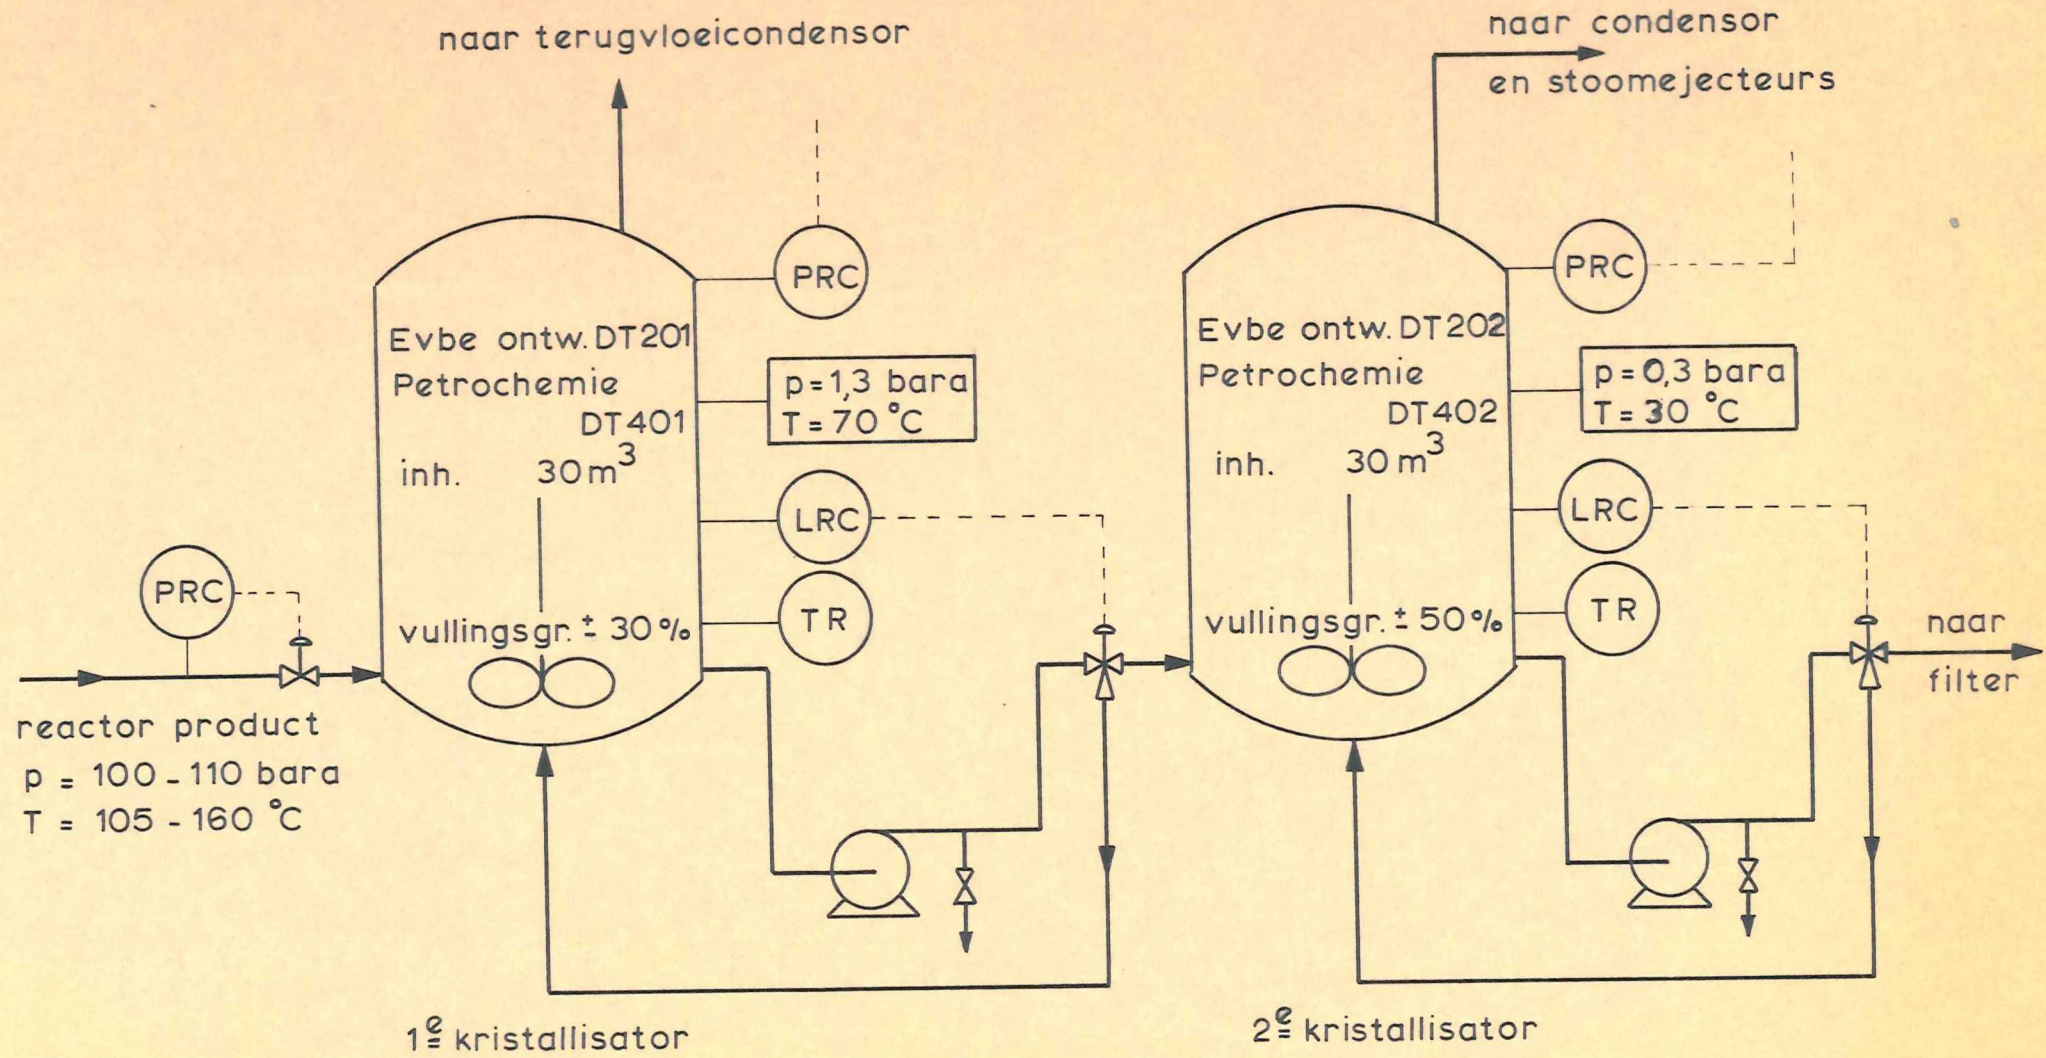 naar terugvloeicondensor
naar condensor
en stoomejecteurs
PRC
PRC
Evbe ontw. DT201
Petrochemie
DT401
inh. 30 m³
vullingsgr. ± 30%
p = 1,3 bara
T = 70 °C
LRC
TR
Evbe ontw. DT202
Petrochemie
DT402
inh. 30 m³
vullingsgr. ± 50%
p = 0,3 bara
T = 30 °C
LRC
TR
PRC
reactor product
p = 100 - 110 bara
T = 105 - 160 °C
naar
filter
1e kristallisator
2e kristallisator